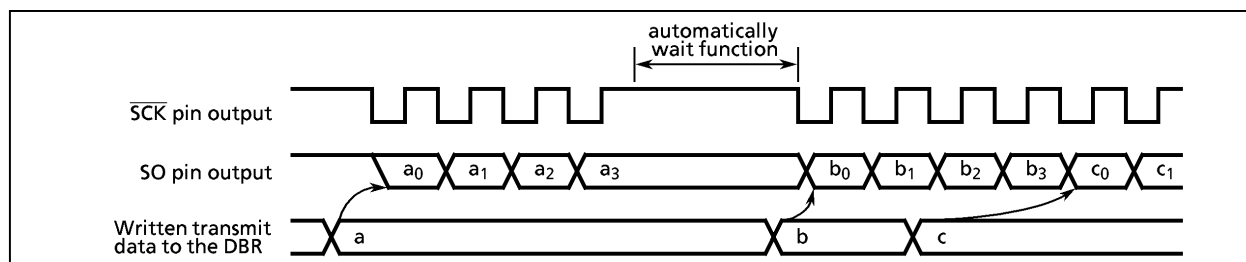 automatically
wait function
S̅C̅K̅ pin output
SO pin output
a₀ a₁ a₂ a₃ b₀ b₁ b₂ b₃ c₀ c₁
Written transmit
data to the DBR
a b c